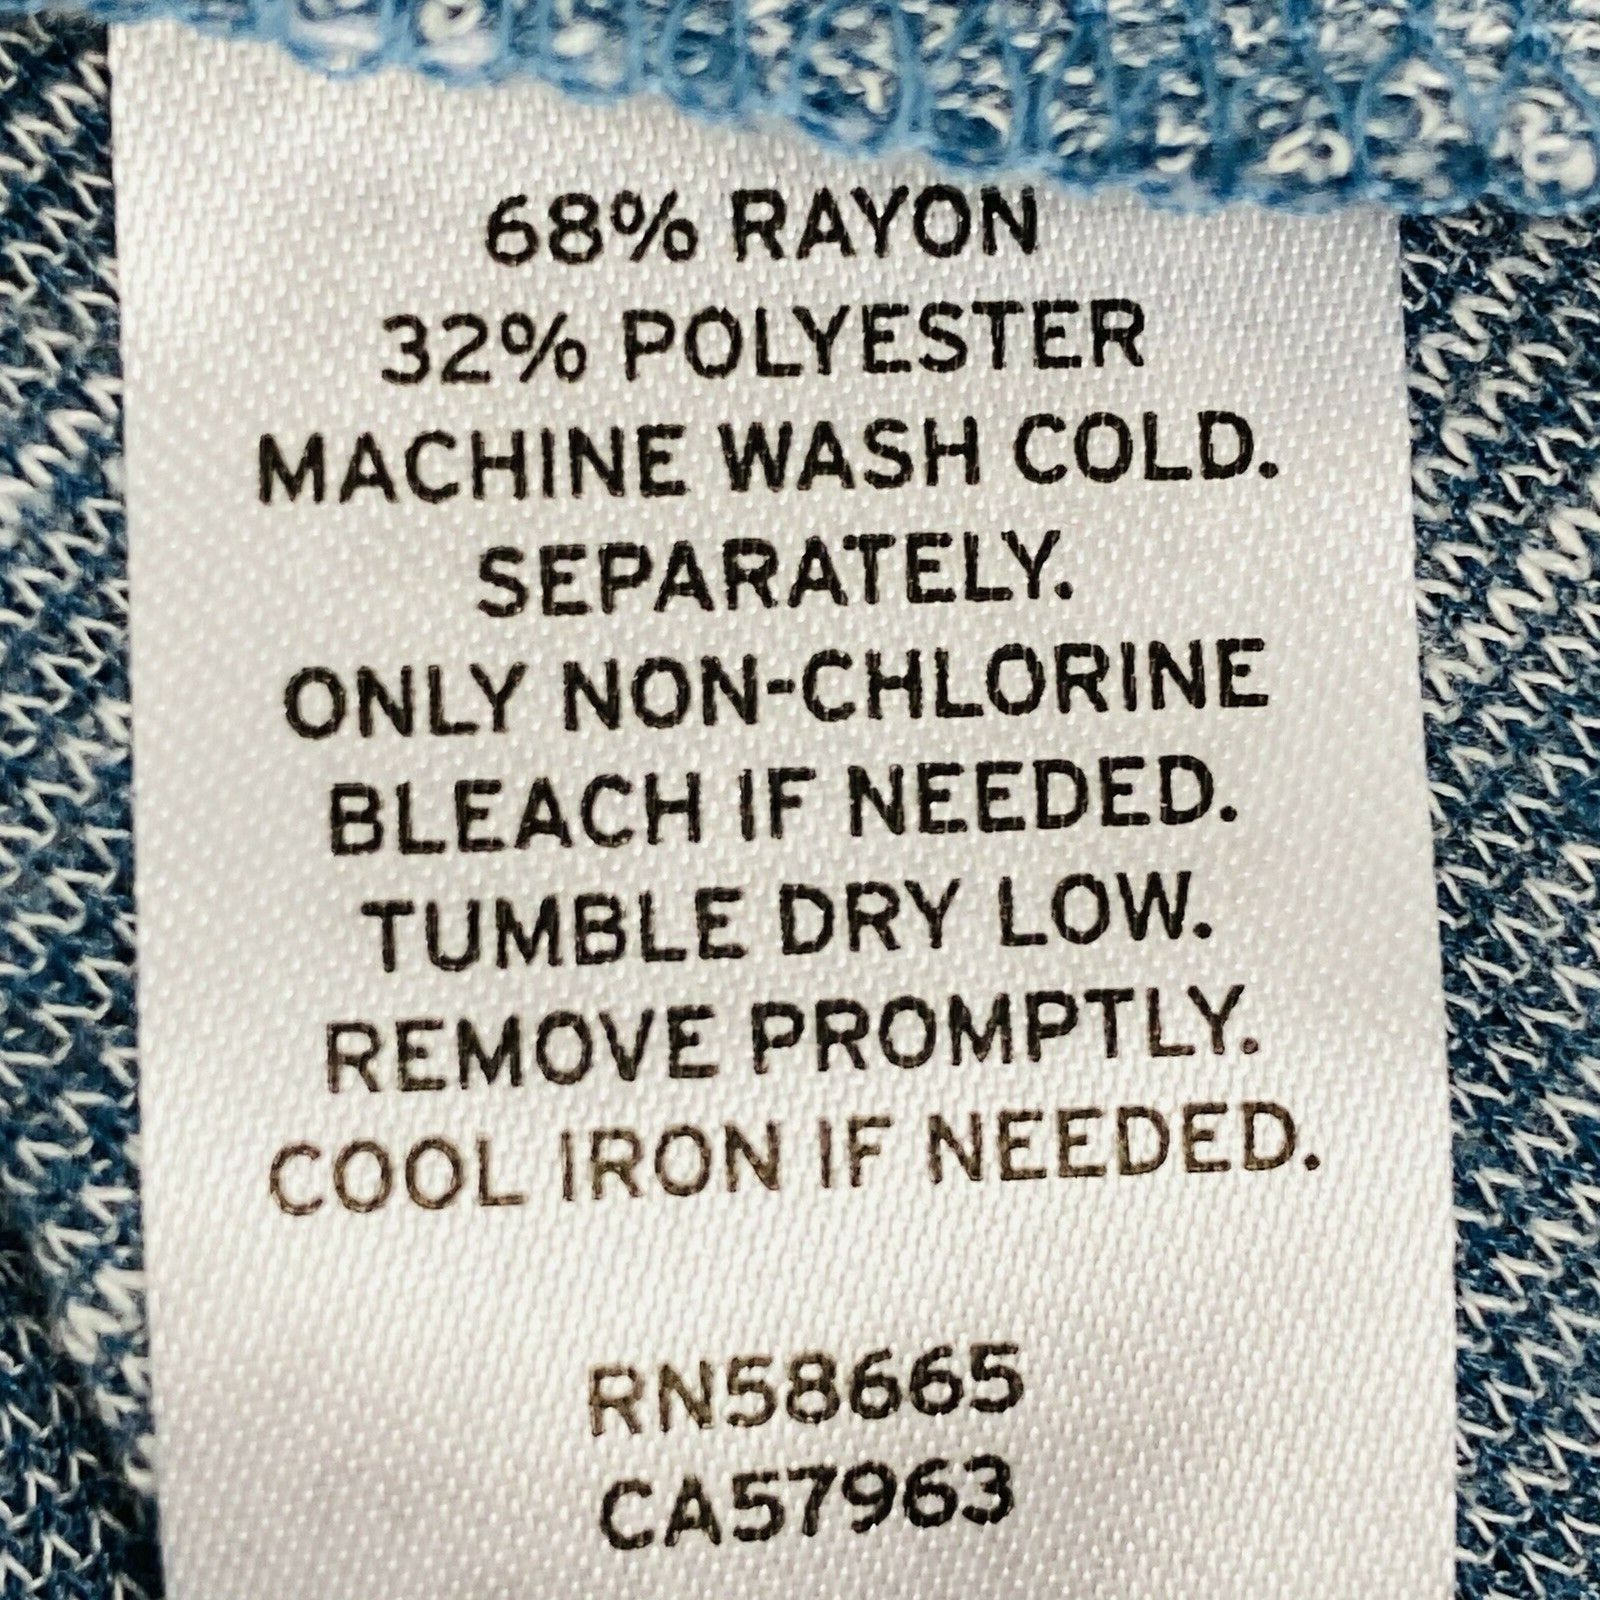 68% RAYON
32% POLYESTER
MACHINE WASH COLD.
SEPARATELY.
ONLY NON-CHLORINE
BLEACH IF NEEDED.
TUMBLE DRY LOW.
REMOVE PROMPTLY.
COOL IRON IF NEEDED.
RN58665
CA57963